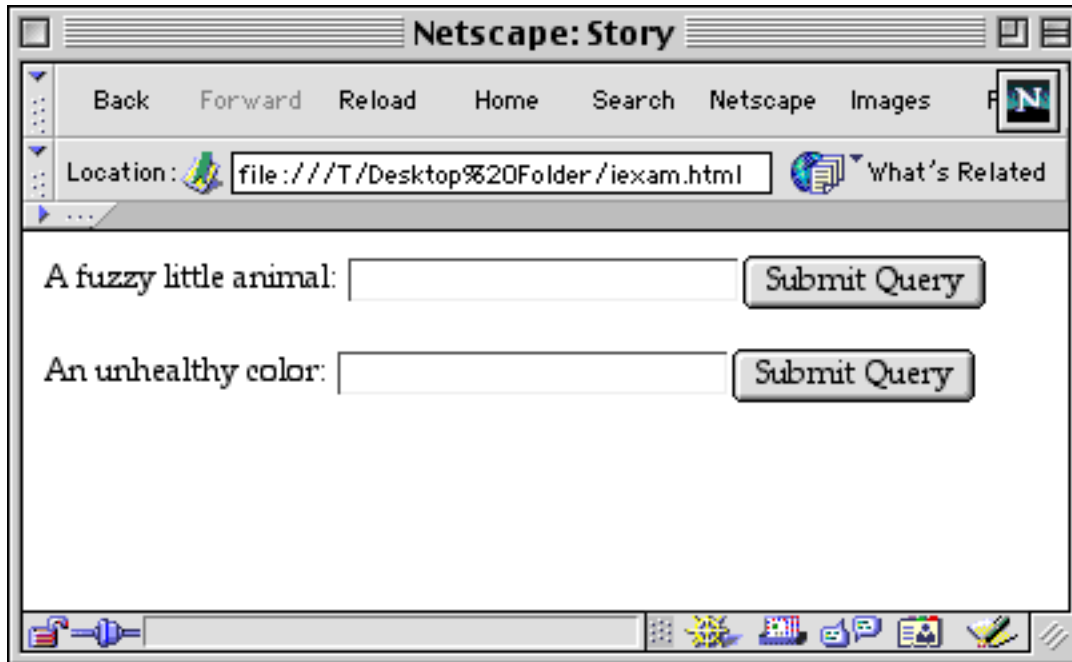 Netscape: Story
Back Forward Reload Home Search Netscape Images N
Location: file:///T/Desktop%20Folder/iexam.html What's Related
...
A fuzzy little animal: Submit Query
An unhealthy color: Submit Query